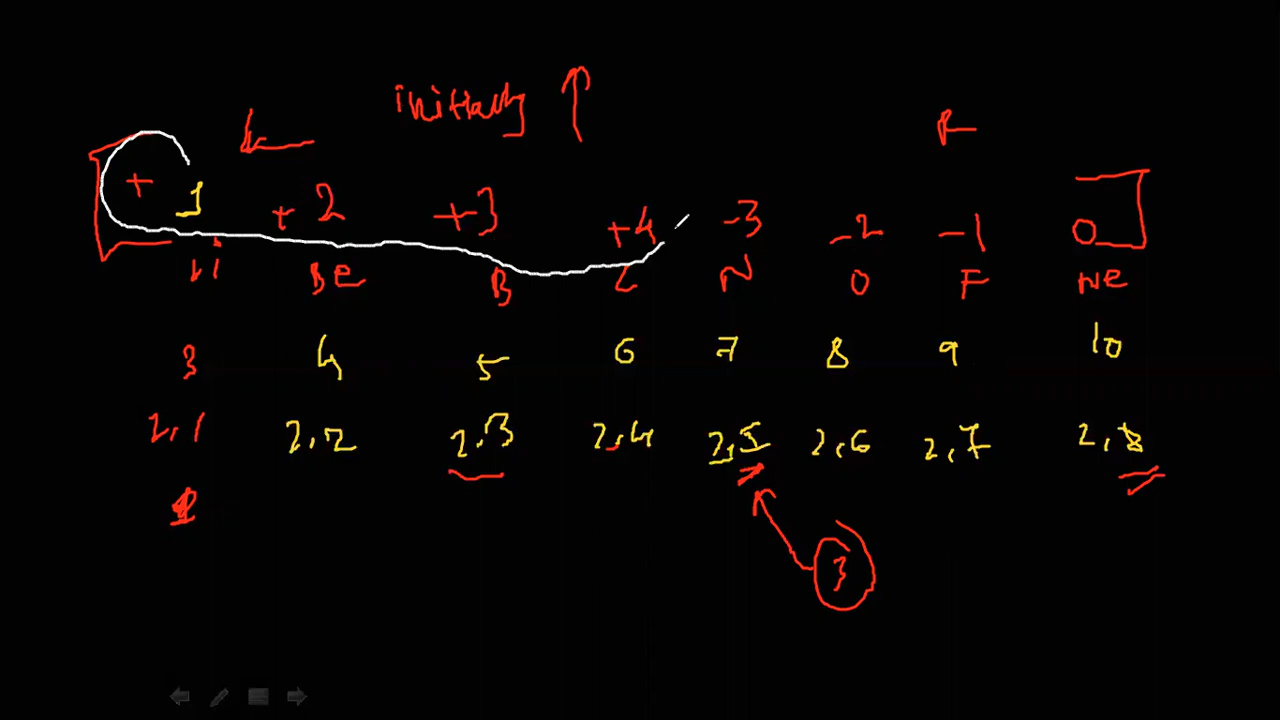 initially ↑
+1 +2 +3 +4 -3 -2 -1 0
Li Be B C N O F Ne
3 4 5 6 7 8 9 10
2,1 2,2 2,3 2,4 2,5 2,6 2,7 2,8
3